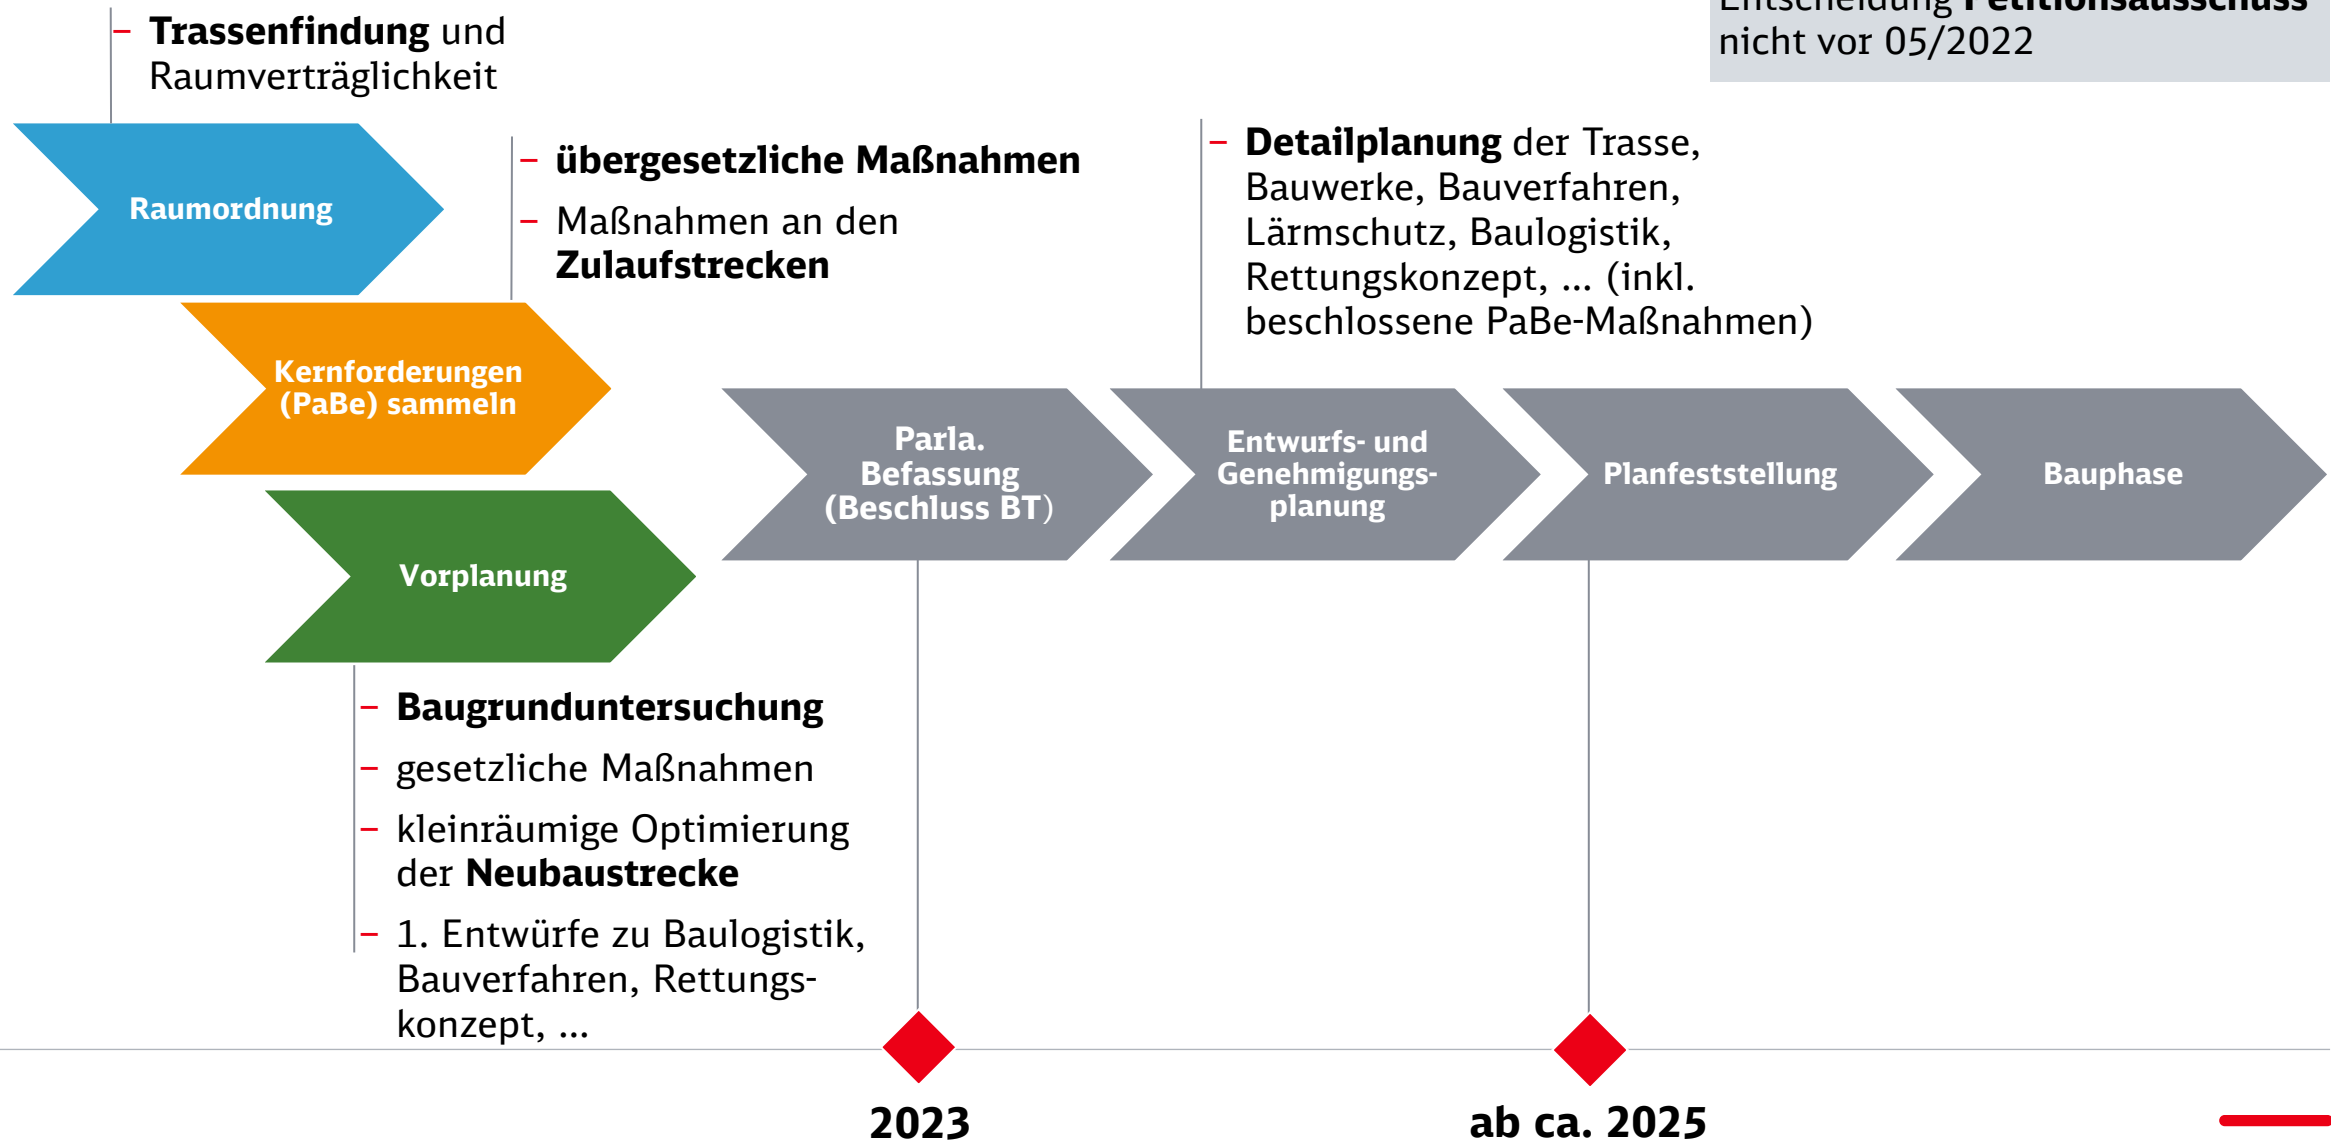 – Trassenfindung und
Raumverträglichkeit
Entscheidung Petitionsausschuss
nicht vor 05/2022
Raumordnung
– übergesetzliche Maßnahmen
– Maßnahmen an den
Zulaufstrecken
– Detailplanung der Trasse,
Bauwerke, Bauverfahren,
Lärmschutz, Baulogistik,
Rettungskonzept, ... (inkl.
beschlossene PaBe-Maßnahmen)
Kernforderungen
(PaBe) sammeln
Parla.
Befassung
(Beschluss BT)
Entwurfs- und
Genehmigungs-
planung
Planfeststellung
Bauphase
Vorplanung
– Baugrunduntersuchung
– gesetzliche Maßnahmen
– kleinräumige Optimierung
der Neubaustrecke
– 1. Entwürfe zu Baulogistik,
Bauverfahren, Rettungs-
konzept, ...
2023
ab ca. 2025